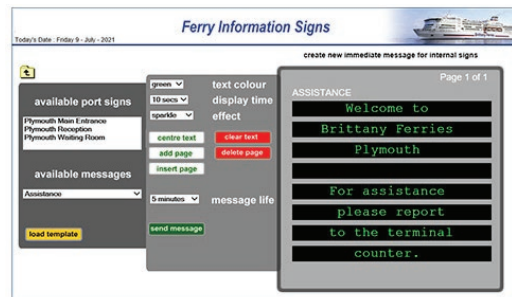 Ferry Information Signs
Today's Date : Friday 9 - July - 2021
create new immediate message for internal signs
available port signs
Plymouth Main Entrance
Plymouth Reception
Plymouth Waiting Room
available messages
Assistance
load template
green text colour
10 secs display time
sparkle effect
centre text clear text
add page delete page
insert page
5 minutes message life
send message
Page 1 of 1
ASSISTANCE
Welcome to
Brittany Ferries
Plymouth
For assistance
please report
to the terminal
counter.